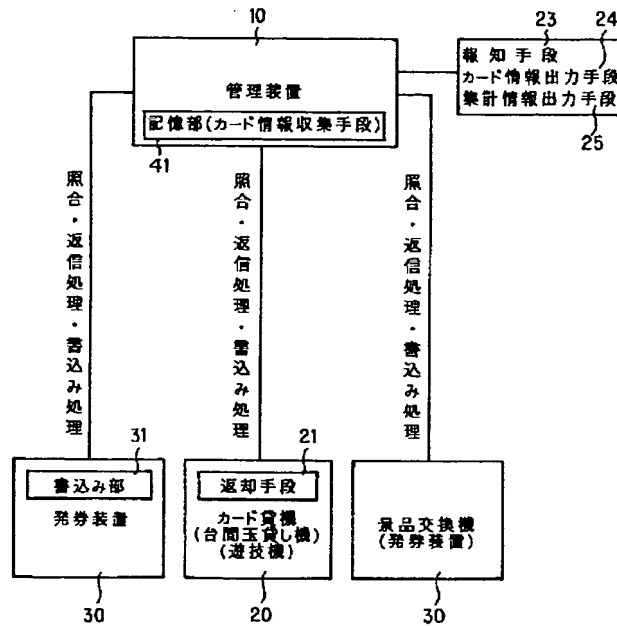 10
管理装置
記憶部(カード情報収集手段)
41
23
24
報知手段
カード情報出力手段
集計情報出力手段
25
照合・返信処理・書込み処理
照合・返信処理・書込み処理
照合・返信処理・書込み処理
31
書込み部
発券装置
30
21
返却手段
カード貸機
(台間玉貸し機)
(遊技機)
20
景品交換機
(発券装置)
30